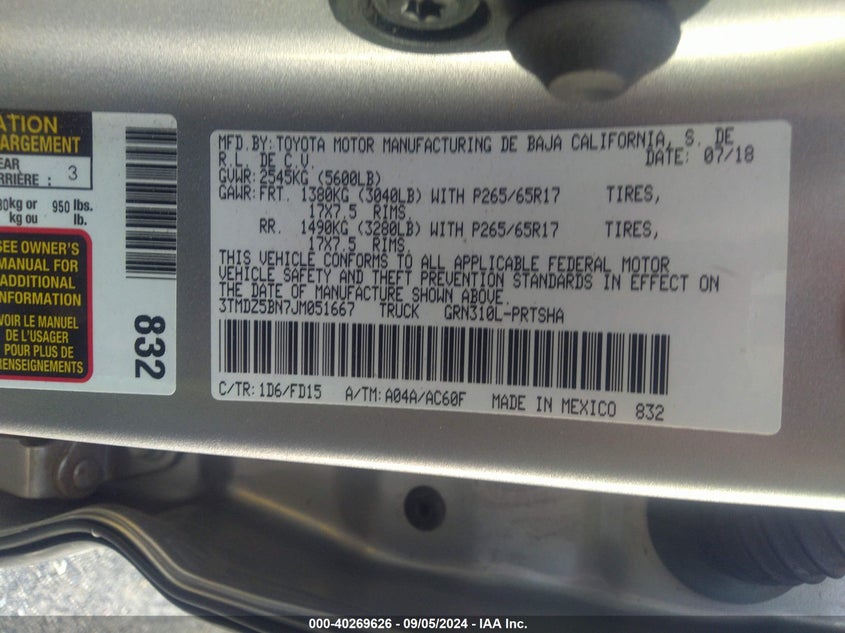 ATION
ARGEMENT
EAR
RRIÈRE : 3
kg or 950 lbs.
kg ou lb.
SEE OWNER'S
MANUAL FOR
ADDITIONAL
INFORMATION
VOIR LE MANUEL
DE L'USAGER
POUR PLUS DE
RENSEIGNEMENTS
832
MFD.BY:TOYOTA MOTOR MANUFACTURING DE BAJA CALIFORNIA, S. DE
R.L. DE C.V. DATE: 07/18
GVWR:2545KG (5600LB)
GAWR:FRT. 1380KG (3040LB) WITH P265/65R17 TIRES,
17X7.5 RIMS,
RR. 1490KG (3280LB) WITH P265/65R17 TIRES,
17X7.5 RIMS,
THIS VEHICLE CONFORMS TO ALL APPLICABLE FEDERAL MOTOR
VEHICLE SAFETY AND THEFT PREVENTION STANDARDS IN EFFECT ON
THE DATE OF MANUFACTURE SHOWN ABOVE.
3TMDZ5BN7JM051667 TRUCK GRN310L-PRTSHA
C/TR:1D6/FD15 A/TM:A04A/AC60F MADE IN MEXICO 832
000-40269626 - 09/05/2024 - IAA Inc.